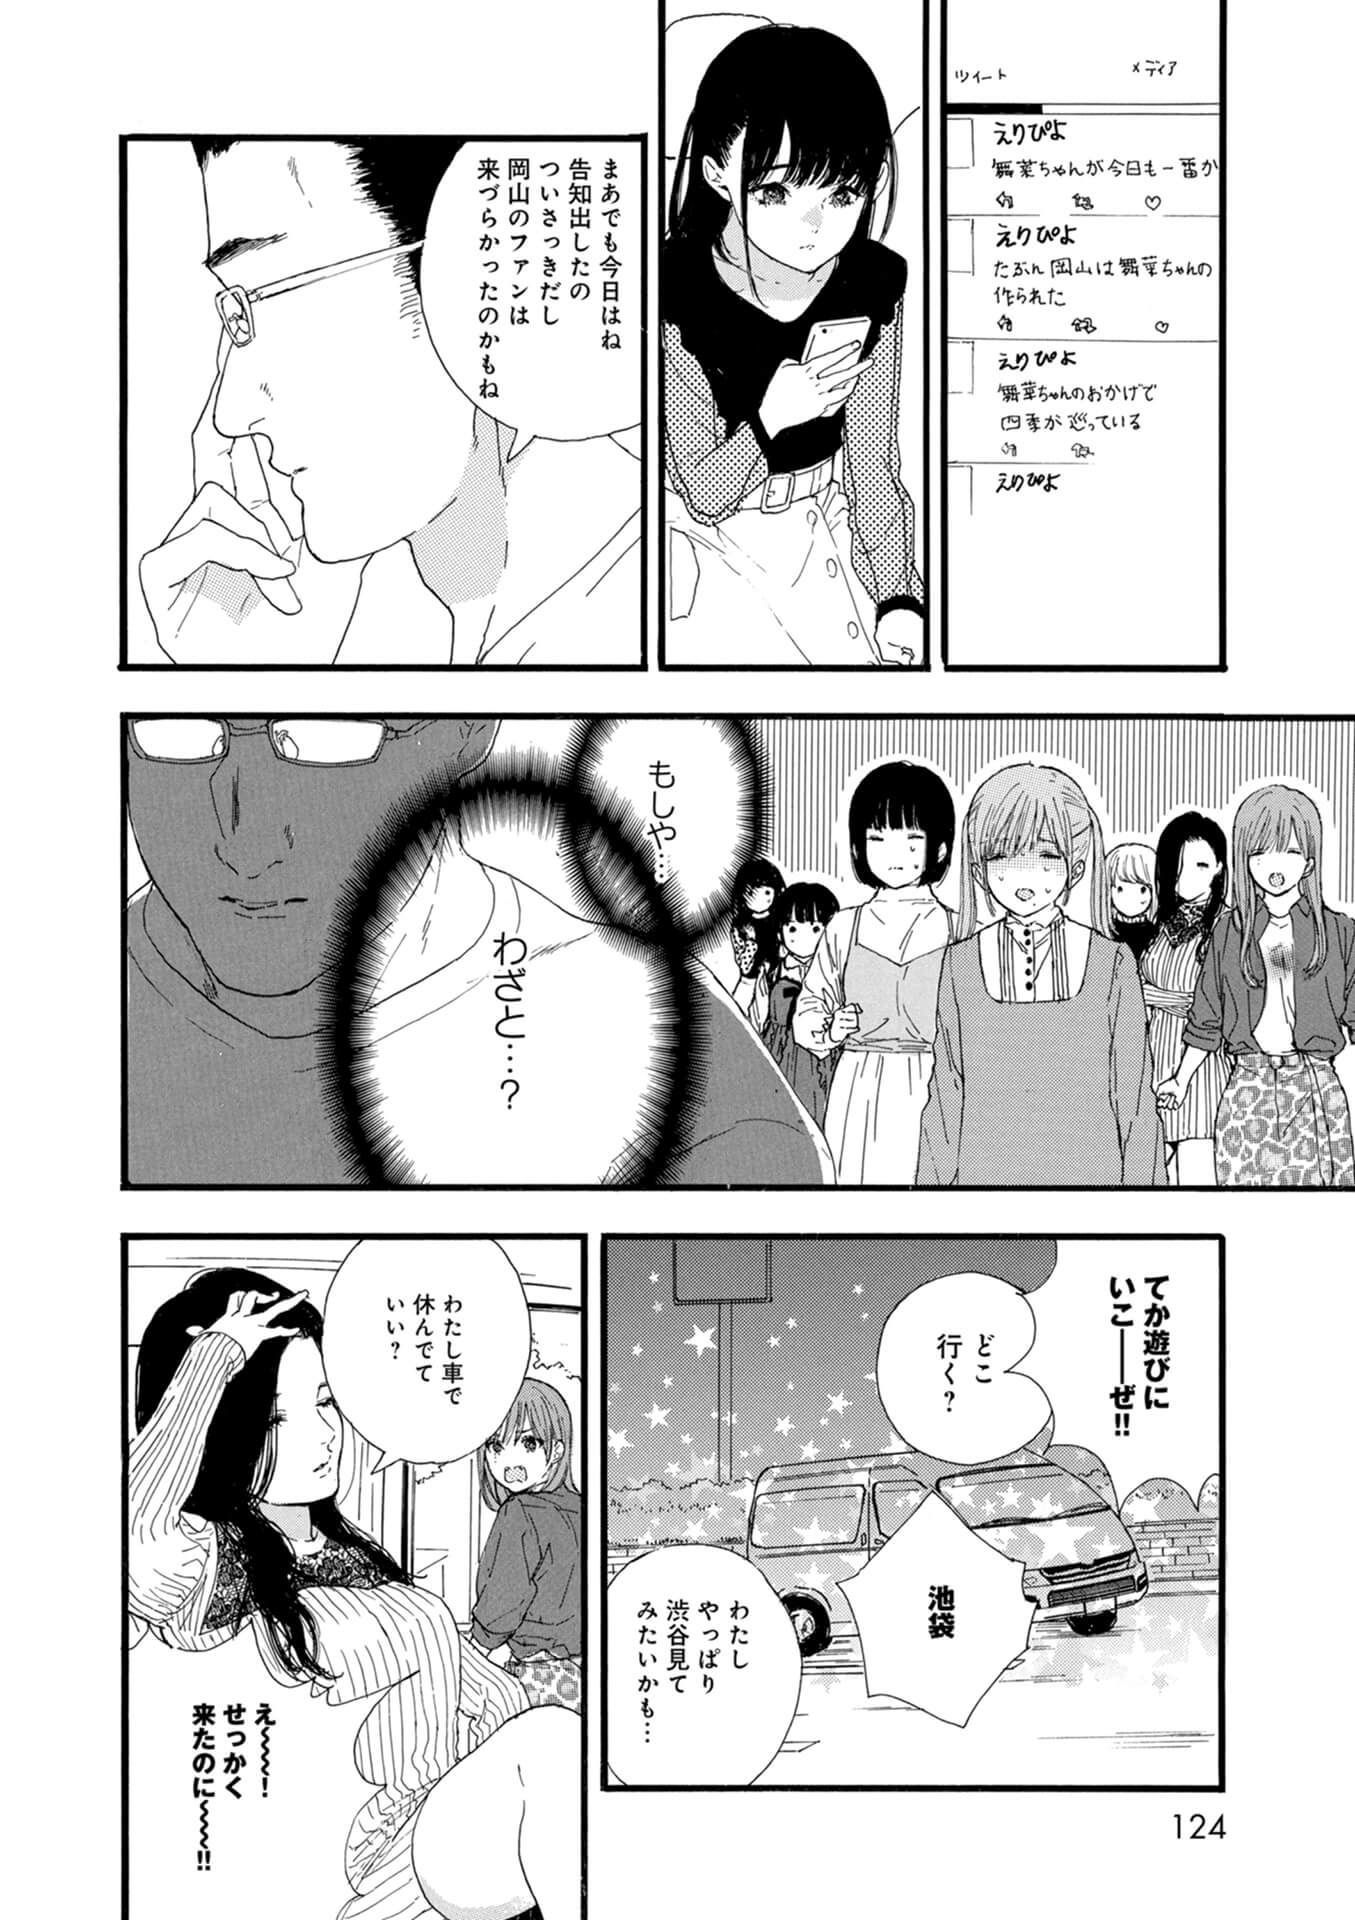 ツイート
メディア
えりぴよ
舞菜ちゃんが今日も一番か
えりぴよ
たぶん岡山は舞菜ちゃんの
作られた
えりぴよ
舞菜ちゃんのおかげで
四季が巡っている
えりぴよ
まあでも今日はね
告知出したの
ついさっきだし
岡山のファンは
来づらかったのかもね
もしや…
わざと…?
てか遊びに
いこ――ぜ!!
どこ
行く?
池袋
わたし
やっぱり
渋谷見て
みたいかも…
わたし車で
休んでて
いい?
え〜〜〜!
せっかく
来たのに〜〜〜!!
124